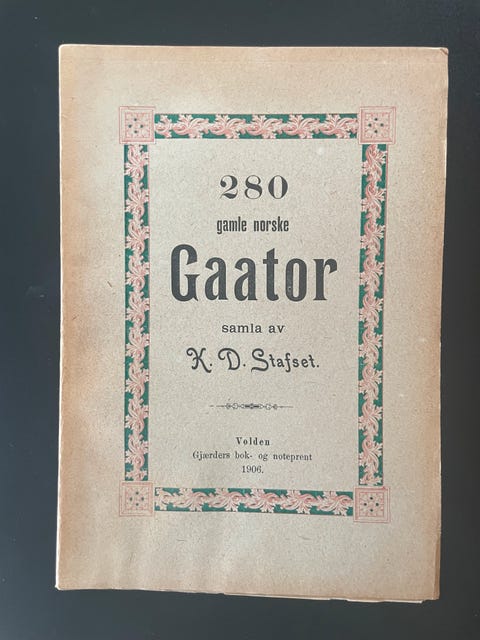 280
gamle norske
Gaator
samla av
K. D. Stafset.
Volden
Gjærders bok- og noteprent
1906.